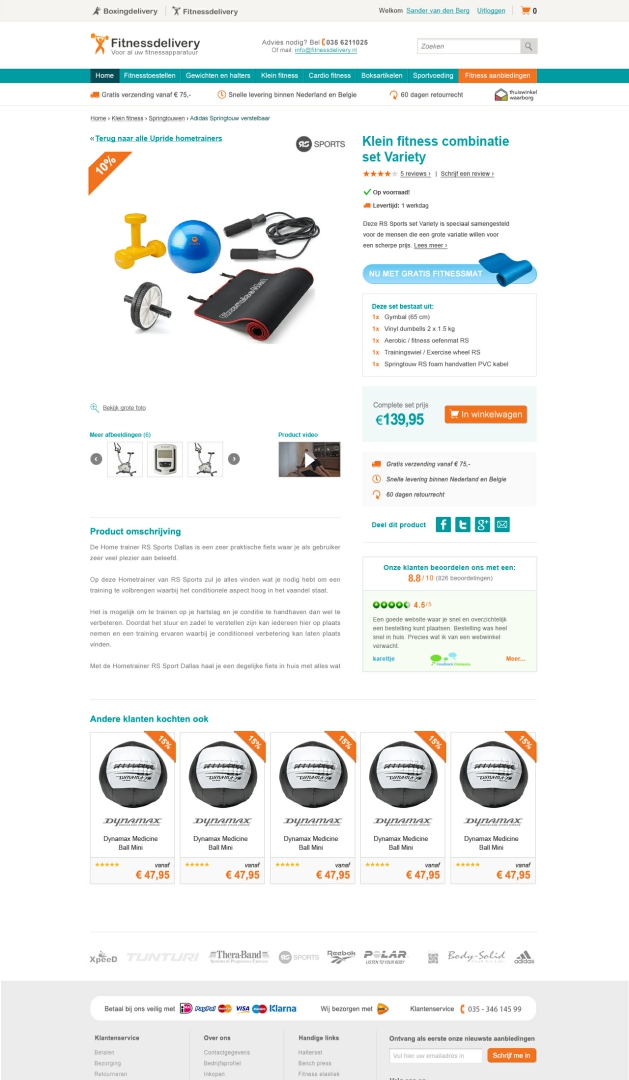 Boxingdelivery Fitnessdelivery Welkom Sander van den Berg Uitloggen 0
Fitnessdelivery
Voor al uw fitnessapparatuur
Advies nodig? Bel 035 6211025
Of mail: info@fitnessdelivery.nl
Zoeken
Home Fitnesstoestellen Gewichten en halters Klein fitness Cardio fitness Boksartikelen Sportvoeding Fitness aanbiedingen
Gratis verzending vanaf € 75,- Snelle levering binnen Nederland en Belgie 60 dagen retourrecht thuiswinkel waarborg
Home › Klein fitness › Springtouwen › Adidas Springtouw verstelbaar
« Terug naar alle Upride hometrainers
RS SPORTS
10%
Klein fitness combinatie
set Variety
5 reviews › | Schrijf een review ›
Op voorraad!
Levertijd: 1 werkdag
Deze RS Sports set Variety is speciaal samengesteld
voor de mensen die een grote variatie willen voor
een scherpe prijs. Lees meer ›
NU MET GRATIS FITNESSMAT
Deze set bestaat uit:
1x Gymbal (65 cm)
1x Vinyl dumbells 2 x 1.5 kg
1x Aerobic / fitness oefenmat RS
1x Trainingswiel / Exercise wheel RS
1x Springtouw RS foam handvatten PVC kabel
Bekijk grote foto
Complete set prijs
€139,95
In winkelwagen
Meer afbeeldingen (6)
Product video
Gratis verzending vanaf € 75,-
Snelle levering binnen Nederland en Belgie
60 dagen retourrecht
Deel dit product
Product omschrijving
De Home trainer RS Sports Dallas is een zeer praktische fiets waar je als gebruiker
zeer veel plezier aan beleefd.
Op deze Hometrainer van RS Sports zul je alles vinden wat je nodig hebt om een
training te volbrengen waarbij het conditionele aspect hoog in het vaandel staat.
Het is mogelijk om te trainen op je hartslag en je conditie te handhaven dan wel te
verbeteren. Doordat het stuur en zadel te verstellen zijn kan iedereen hier op plaats
nemen en een training ervaren waarbij je conditioneel verbetering kan laten plaats
vinden.
Met de Hometrainer RS Sport Dallas haal je een degelijke fiets in huis met alles wat
Onze klanten beoordelen ons met een:
8.8 / 10 (826 beoordelingen)
4.5/5
Een goede website waar je snel en overzichtelijk
een bestelling kunt plaatsen. Bestelling was heel
snel in huis. Precies wat ik van een webwinkel
verwacht.
kareltje Feedback Company Meer...
Andere klanten kochten ook
15% 15% 15% 15% 15%
DYNAMAX DYNAMAX DYNAMAX DYNAMAX DYNAMAX
Dynamax Medicine Dynamax Medicine Dynamax Medicine Dynamax Medicine Dynamax Medicine
Ball Mini Ball Mini Ball Mini Ball Mini Ball Mini
vanaf vanaf vanaf vanaf vanaf
€ 47,95 € 47,95 € 47,95 € 47,95 € 47,95
XpeeD TUNTURI Thera-Band RS SPORTS Reebok POLAR LISTEN TO YOUR BODY Body-Solid adidas
Betaal bij ons veilig met iDEAL PayPal VISA Klarna Wij bezorgen met Klantenservice 035 - 346 145 99
Klantenservice Over ons Handige links Ontvang als eerste onze nieuwste aanbiedingen
Betalen Contactgegevens Halterset Vul hier uw emailadres in Schrijf me in
Bezorging Bedrijfsprofiel Bench press
Retourneren Inkopen Fitness elastiek